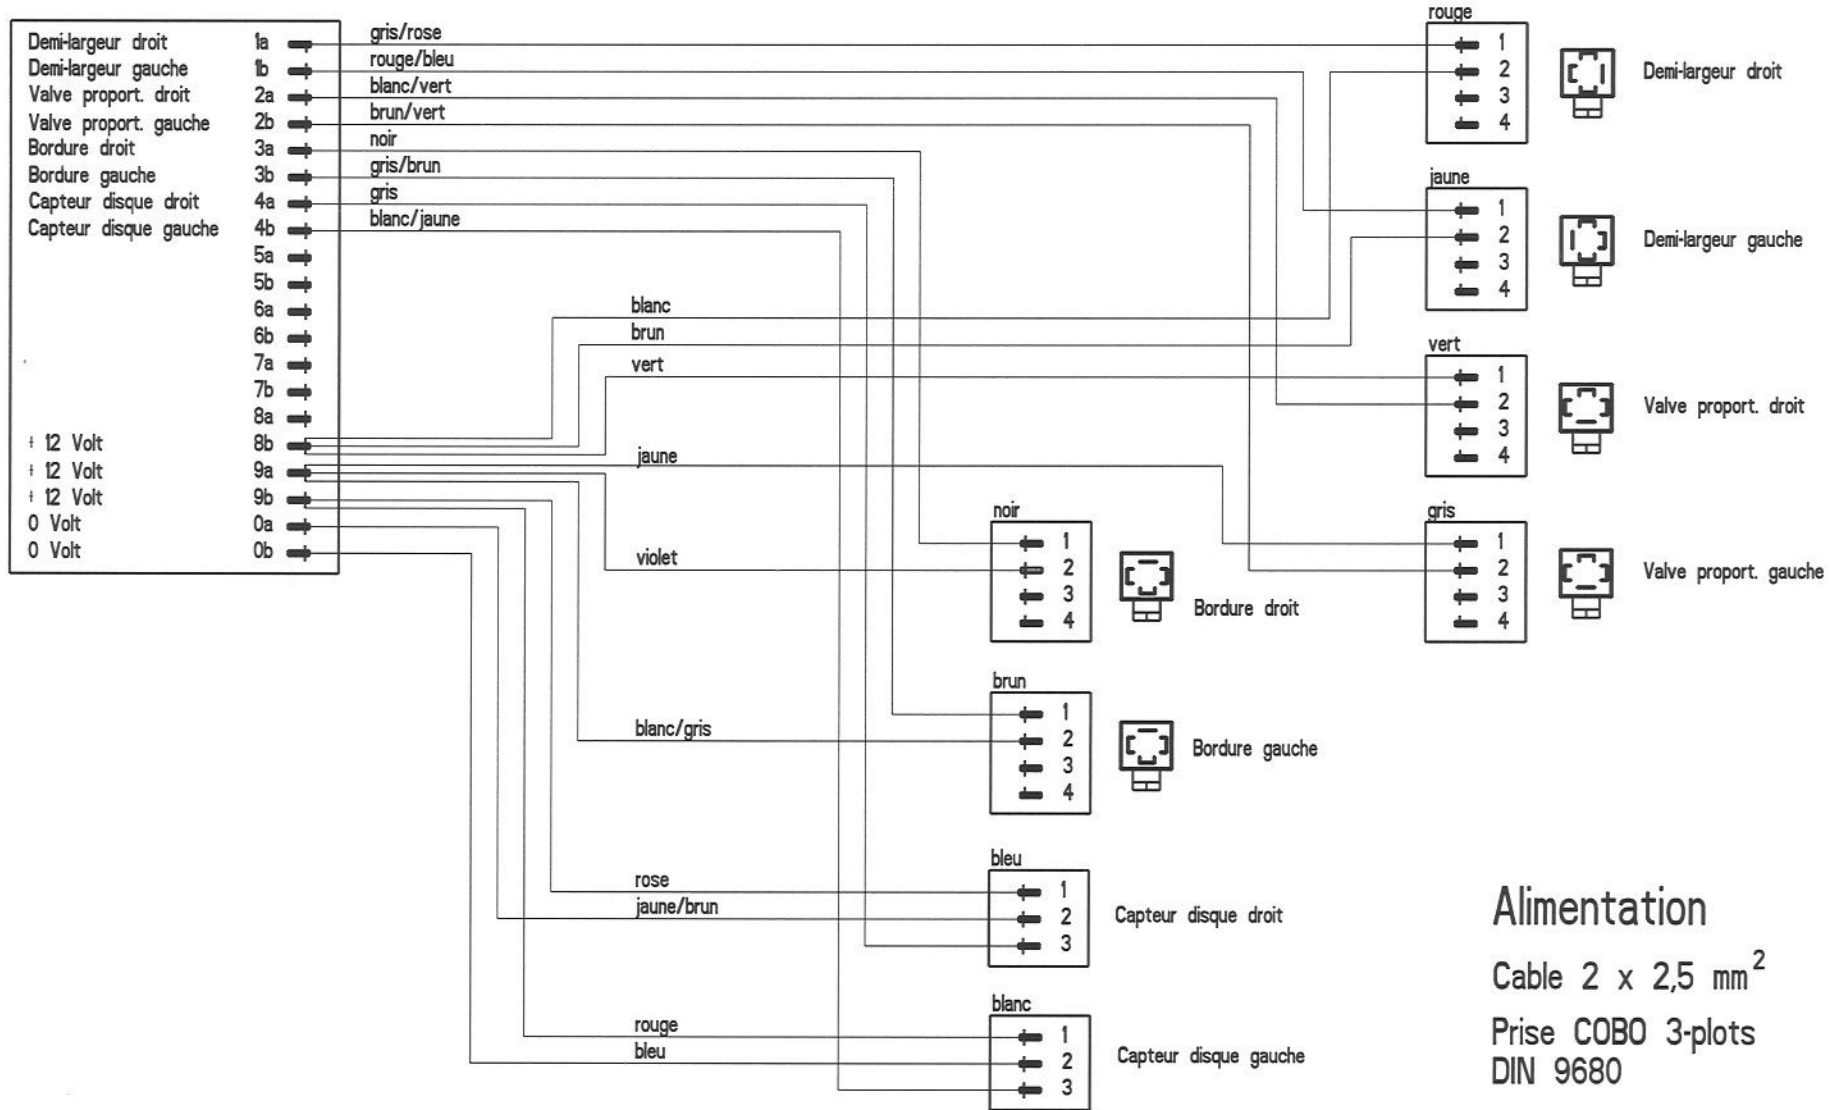 Demi-largeur droit 1a
Demi-largeur gauche 1b
Valve proport. droit 2a
Valve proport. gauche 2b
Bordure droit 3a
Bordure gauche 3b
Capteur disque droit 4a
Capteur disque gauche 4b
5a
5b
6a
6b
7a
7b
8a
+ 12 Volt 8b
+ 12 Volt 9a
+ 12 Volt 9b
0 Volt 0a
0 Volt 0b
gris/rose
rouge/bleu
blanc/vert
brun/vert
noir
gris/brun
gris
blanc/jaune
blanc
brun
vert
jaune
violet
blanc/gris
rose
jaune/brun
rouge
bleu
noir
1
2
3
4
Bordure droit
brun
1
2
3
4
Bordure gauche
bleu
1
2
3
Capteur disque droit
blanc
1
2
3
Capteur disque gauche
rouge
1
2
3
4
Demi-largeur droit
jaune
1
2
3
4
Demi-largeur gauche
vert
1
2
3
4
Valve proport. droit
gris
1
2
3
4
Valve proport. gauche
Alimentation
Cable 2 x 2,5 mm²
Prise COBO 3-plots
DIN 9680